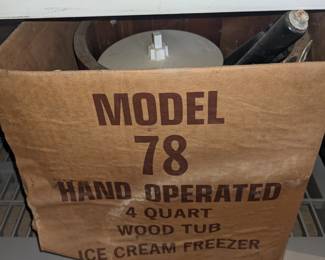 MODEL
78
HAND OPERATED
4 QUART
WOOD TUB
ICE CREAM FREEZER